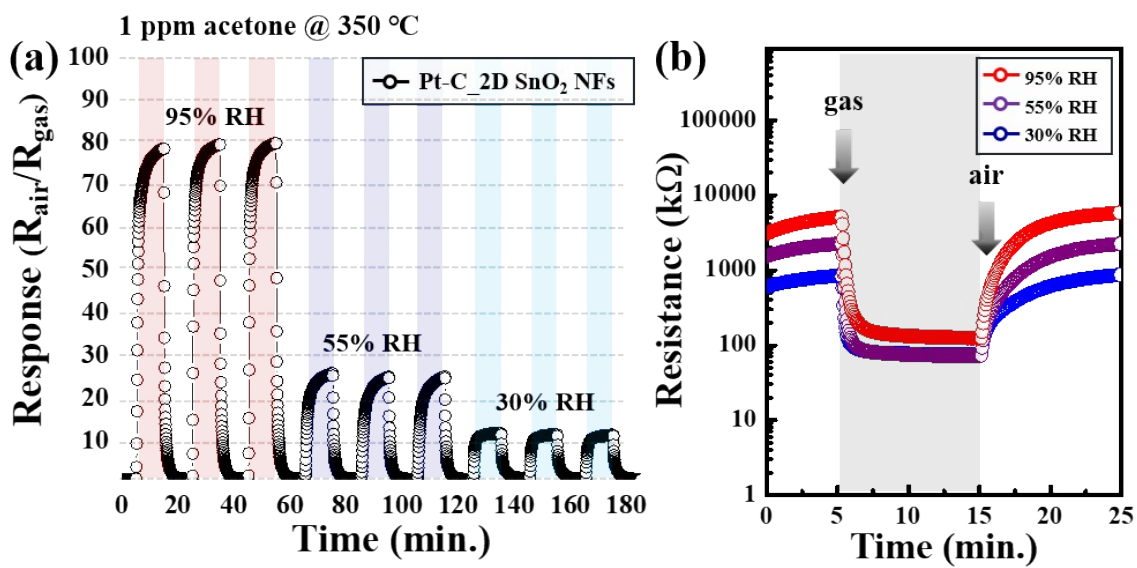 1 ppm acetone @ 350 °C
(a)
Response (R_air/R_gas)
100
90
80
70
60
50
40
30
20
10
Pt-C_2D SnO₂ NFs
95% RH
55% RH
30% RH
0 20 40 60 80 100 120 140 160 180
Time (min.)
(b)
Resistance (kΩ)
100000
10000
1000
100
10
1
95% RH
55% RH
30% RH
gas
air
0 5 10 15 20 25
Time (min.)